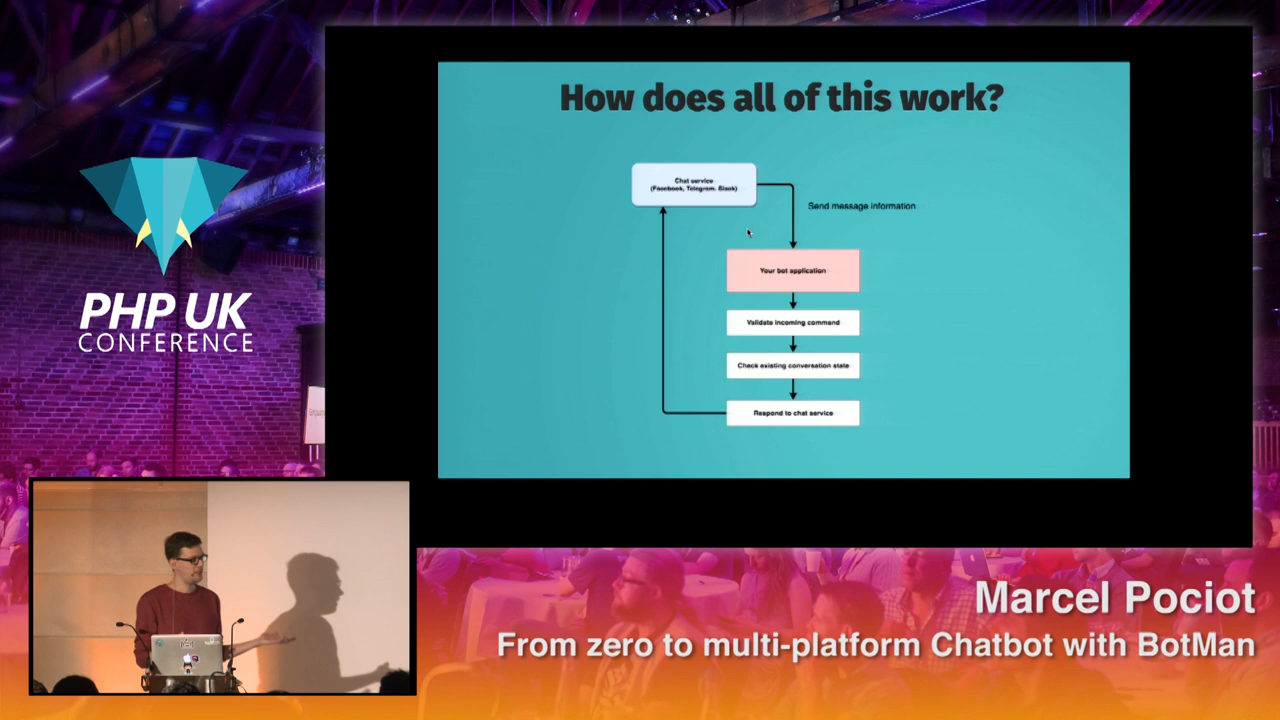 How does all of this work?
Chat service
(Facebook, Telegram, Slack)
Send message information
Your bot application
Validate incoming command
Check existing conversation state
Respond to chat service
PHP UK
CONFERENCE
Marcel Pociot
From zero to multi-platform Chatbot with BotMan